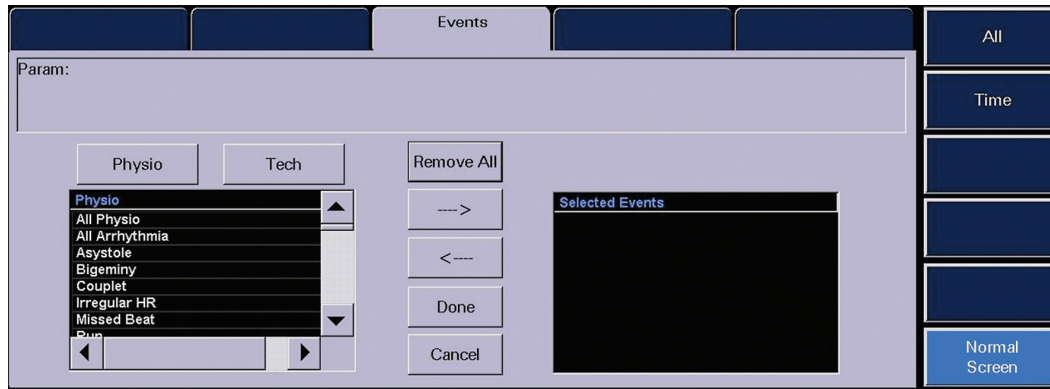 Events
Param:
Physio
Tech
Remove All
Physio
All Physio
All Arrhythmia
Asystole
Bigeminy
Couplet
Irregular HR
Missed Beat
Run
---->
<----
Done
Cancel
Selected Events
All
Time
Normal
Screen